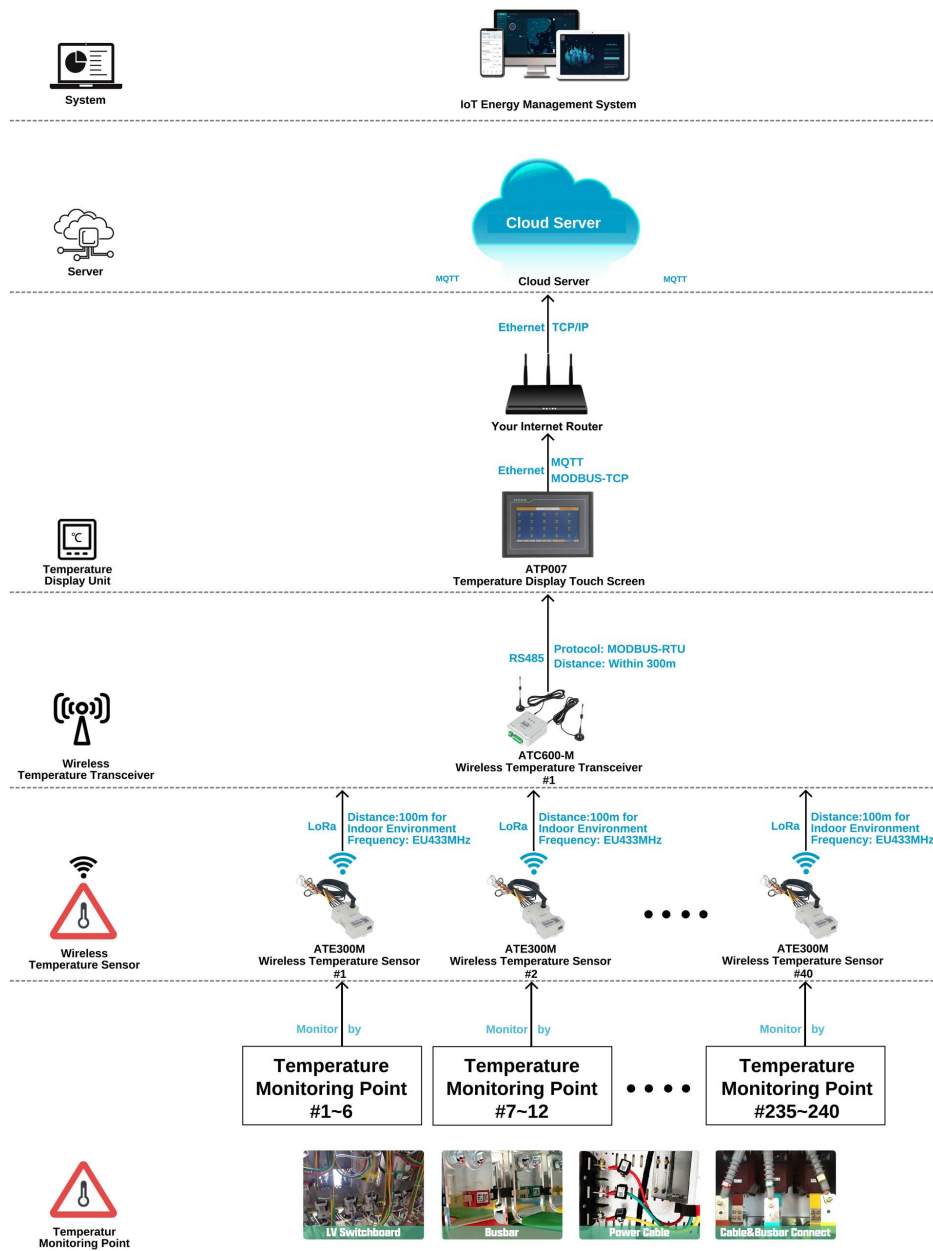 System
IoT Energy Management System
Cloud Server
Server
MQTT
Cloud Server
MQTT
Ethernet TCP/IP
Your Internet Router
Ethernet
MQTT
MODBUS-TCP
℃
Temperature
Display Unit
ATP007
Temperature Display Touch Screen
RS485
Protocol: MODBUS-RTU
Distance: Within 300m
Wireless
Temperature Transceiver
ATC600-M
Wireless Temperature Transceiver
#1
LoRa
Distance:100m for
Indoor Environment
Frequency: EU433MHz
LoRa
Distance:100m for
Indoor Environment
Frequency: EU433MHz
LoRa
Distance:100m for
Indoor Environment
Frequency: EU433MHz
Wireless
Temperature Sensor
ATE300M
Wireless Temperature Sensor
#1
ATE300M
Wireless Temperature Sensor
#2
ATE300M
Wireless Temperature Sensor
#40
Monitor by
Monitor by
Monitor by
Temperature
Monitoring Point
#1~6
Temperature
Monitoring Point
#7~12
Temperature
Monitoring Point
#235~240
LV Switchboard
Busbar
Power Cable
Cable&Busbar Connect
Temperatur
Monitoring Point